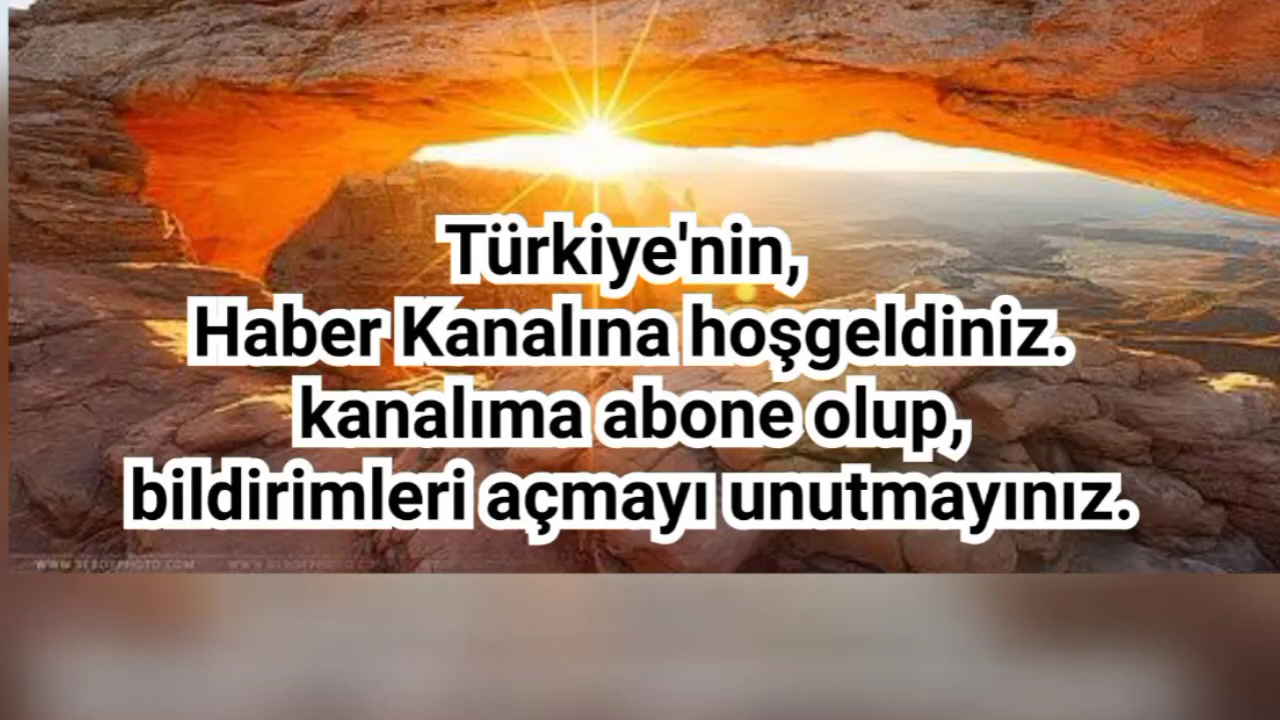 Türkiye'nin,
Haber Kanalına hoşgeldiniz.
kanalıma abone olup,
bildirimleri açmayı unutmayınız.